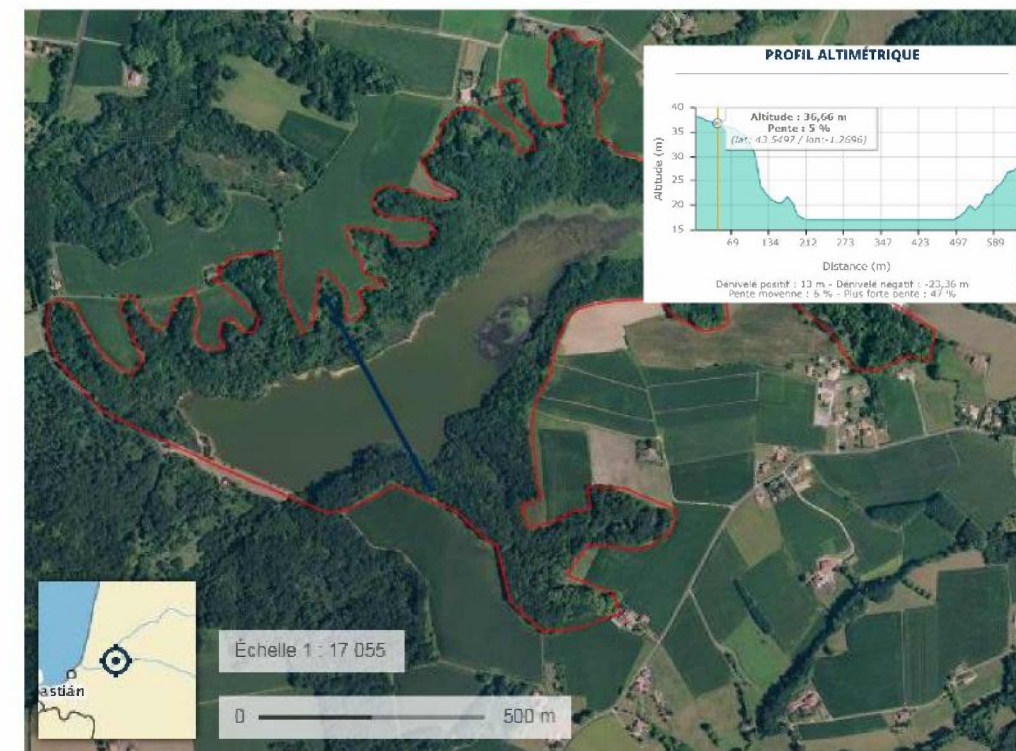 PROFIL ALTIMÉTRIQUE
Altitude : 36,66 m
Pente : 5 %
(lat: 43.5497 / lon:-1.2696)
Altitude (m)
40
35
30
25
20
15
69 134 212 273 347 423 497 589
Distance (m)
Dénivelé positif : 13 m - Dénivelé négatif : -23,36 m
Pente moyenne : 6 % - Plus forte pente : 47 %
astián
Échelle 1 : 17 055
0 500 m